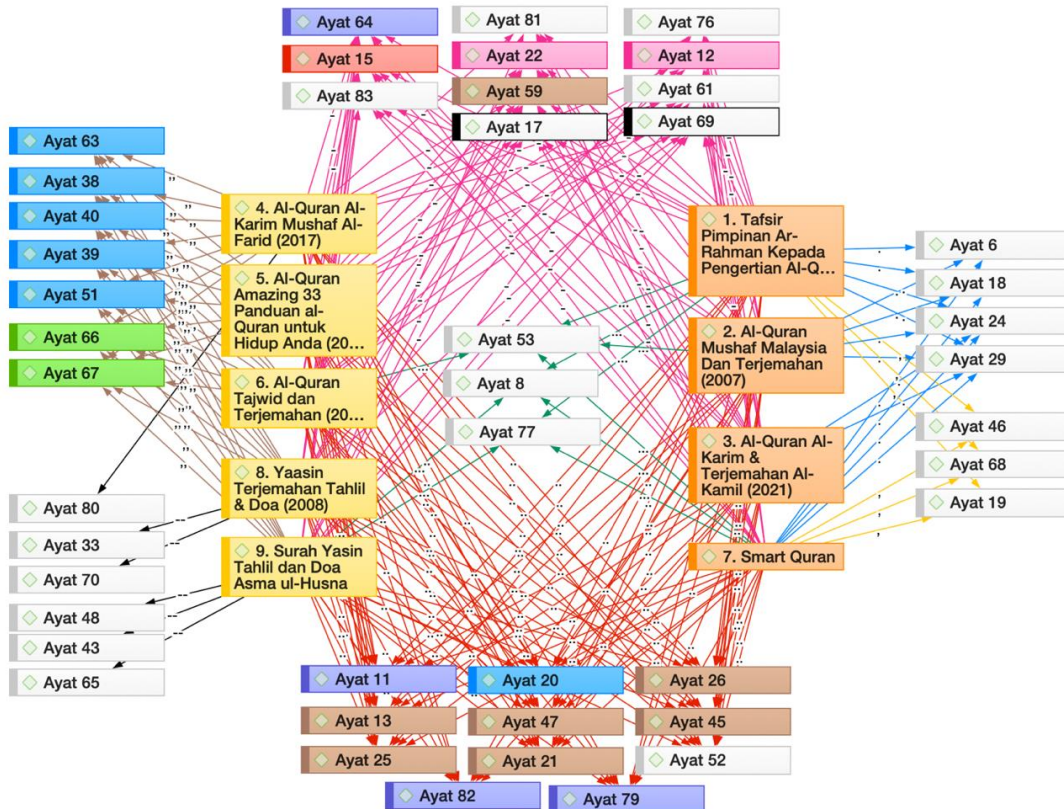 Ayat 64
Ayat 81
Ayat 76
Ayat 15
Ayat 22
Ayat 12
Ayat 83
Ayat 59
Ayat 61
Ayat 17
Ayat 69
Ayat 63
Ayat 38
Ayat 40
Ayat 39
Ayat 51
Ayat 66
Ayat 67
4. Al-Quran Al-
Karim Mushaf Al-
Farid (2017)
5. Al-Quran
Amazing 33
Panduan al-
Quran untuk
Hidup Anda (20...
6. Al-Quran
Tajwid dan
Terjemahan (20...
8. Yaasin
Terjemahan Tahlil
& Doa (2008)
9. Surah Yasin
Tahlil dan Doa
Asma ul-Husna
Ayat 53
Ayat 8
Ayat 77
1. Tafsir
Pimpinan Ar-
Rahman Kepada
Pengertian Al-Q...
2. Al-Quran
Mushaf Malaysia
Dan Terjemahan
(2007)
3. Al-Quran Al-
Karim &
Terjemahan Al-
Kamil (2021)
7. Smart Quran
Ayat 6
Ayat 18
Ayat 24
Ayat 29
Ayat 46
Ayat 68
Ayat 19
Ayat 80
Ayat 33
Ayat 70
Ayat 48
Ayat 43
Ayat 65
Ayat 11
Ayat 20
Ayat 26
Ayat 13
Ayat 47
Ayat 45
Ayat 25
Ayat 21
Ayat 52
Ayat 82
Ayat 79